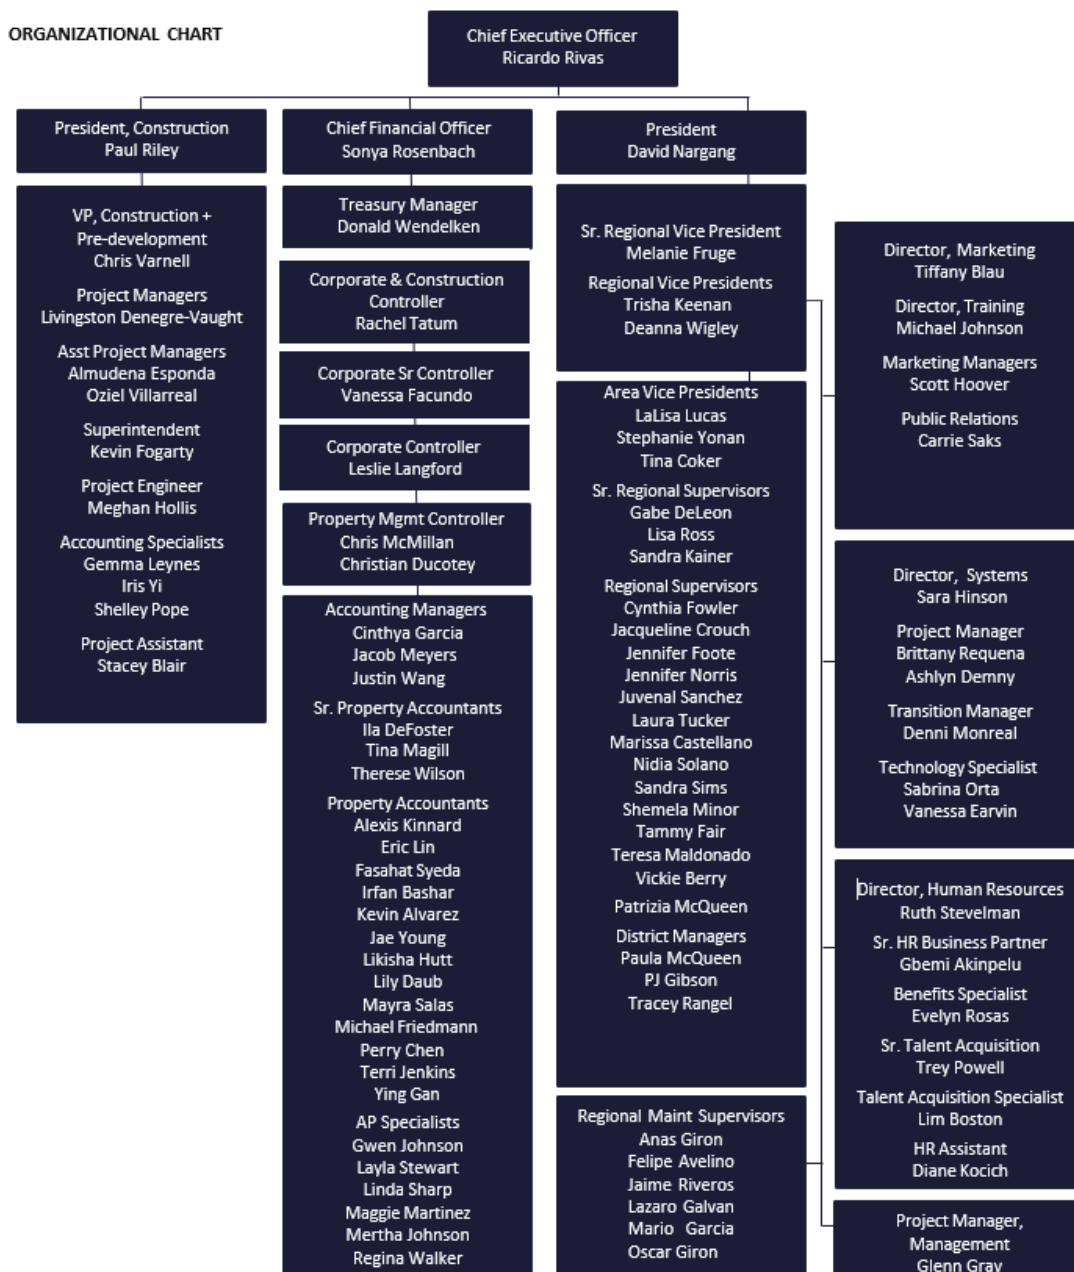 ORGANIZATIONAL CHART
Chief Executive Officer
Ricardo Rivas
President, Construction
Paul Riley
VP, Construction +
Pre-development
Chris Varnell
Project Managers
Livingston Denegre-Vaught
Asst Project Managers
Almudena Esponda
Oziel Villarreal
Superintendent
Kevin Fogarty
Project Engineer
Meghan Hollis
Accounting Specialists
Gemma Leynes
Iris Yi
Shelley Pope
Project Assistant
Stacey Blair
Chief Financial Officer
Sonya Rosenbach
Treasury Manager
Donald Wendelken
Corporate & Construction
Controller
Rachel Tatum
Corporate Sr Controller
Vanessa Facundo
Corporate Controller
Leslie Langford
Property Mgmt Controller
Chris McMillan
Christian Ducotey
Accounting Managers
Cinthya Garcia
Jacob Meyers
Justin Wang
Sr. Property Accountants
Ila DeFoster
Tina Magill
Therese Wilson
Property Accountants
Alexis Kinnard
Eric Lin
Fasahat Syeda
Irfan Bashar
Kevin Alvarez
Jae Young
Likisha Hutt
Lily Daub
Mayra Salas
Michael Friedmann
Perry Chen
Terri Jenkins
Ying Gan
AP Specialists
Gwen Johnson
Layla Stewart
Linda Sharp
Maggie Martinez
Mertha Johnson
Regina Walker
President
David Nargang
Sr. Regional Vice President
Melanie Fruge
Regional Vice Presidents
Trisha Keenan
Deanna Wigley
Area Vice Presidents
LaLisa Lucas
Stephanie Yonan
Tina Coker
Sr. Regional Supervisors
Gabe DeLeon
Lisa Ross
Sandra Kainer
Regional Supervisors
Cynthia Fowler
Jacqueline Crouch
Jennifer Foote
Jennifer Norris
Juvenal Sanchez
Laura Tucker
Marissa Castellano
Nidia Solano
Sandra Sims
Shemela Minor
Tammy Fair
Teresa Maldonado
Vickie Berry
Patrizia McQueen
District Managers
Paula McQueen
PJ Gibson
Tracey Rangel
Regional Maint Supervisors
Anas Giron
Felipe Avelino
Jaime Riveros
Lazaro Galvan
Mario Garcia
Oscar Giron
Director, Marketing
Tiffany Blau
Director, Training
Michael Johnson
Marketing Managers
Scott Hoover
Public Relations
Carrie Saks
Director, Systems
Sara Hinson
Project Manager
Brittany Requena
Ashlyn Demny
Transition Manager
Denni Monreal
Technology Specialist
Sabrina Orta
Vanessa Earvin
Director, Human Resources
Ruth Stevelman
Sr. HR Business Partner
Gbemi Akinpelu
Benefits Specialist
Evelyn Rosas
Sr. Talent Acquisition
Trey Powell
Talent Acquisition Specialist
Lim Boston
HR Assistant
Diane Kocich
Project Manager,
Management
Glenn Gray